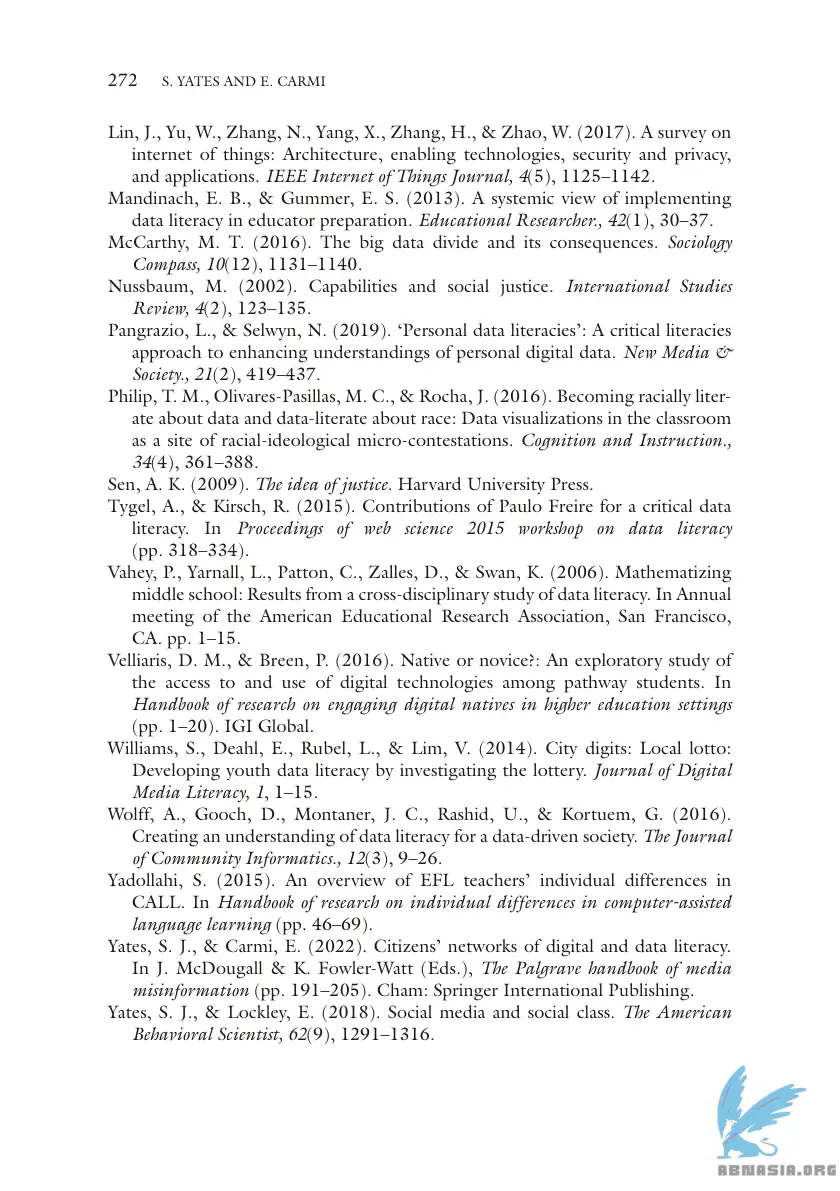 272 S. YATES AND E. CARMI
Lin, J., Yu, W., Zhang, N., Yang, X., Zhang, H., & Zhao, W. (2017). A survey on
internet of things: Architecture, enabling technologies, security and privacy,
and applications. IEEE Internet of Things Journal, 4(5), 1125–1142.
Mandinach, E. B., & Gummer, E. S. (2013). A systemic view of implementing
data literacy in educator preparation. Educational Researcher., 42(1), 30–37.
McCarthy, M. T. (2016). The big data divide and its consequences. Sociology
Compass, 10(12), 1131–1140.
Nussbaum, M. (2002). Capabilities and social justice. International Studies
Review, 4(2), 123–135.
Pangrazio, L., & Selwyn, N. (2019). ‘Personal data literacies’: A critical literacies
approach to enhancing understandings of personal digital data. New Media &
Society., 21(2), 419–437.
Philip, T. M., Olivares-Pasillas, M. C., & Rocha, J. (2016). Becoming racially liter-
ate about data and data-literate about race: Data visualizations in the classroom
as a site of racial-ideological micro-contestations. Cognition and Instruction.,
34(4), 361–388.
Sen, A. K. (2009). The idea of justice. Harvard University Press.
Tygel, A., & Kirsch, R. (2015). Contributions of Paulo Freire for a critical data
literacy. In Proceedings of web science 2015 workshop on data literacy
(pp. 318–334).
Vahey, P., Yarnall, L., Patton, C., Zalles, D., & Swan, K. (2006). Mathematizing
middle school: Results from a cross-disciplinary study of data literacy. In Annual
meeting of the American Educational Research Association, San Francisco,
CA. pp. 1–15.
Velliaris, D. M., & Breen, P. (2016). Native or novice?: An exploratory study of
the access to and use of digital technologies among pathway students. In
Handbook of research on engaging digital natives in higher education settings
(pp. 1–20). IGI Global.
Williams, S., Deahl, E., Rubel, L., & Lim, V. (2014). City digits: Local lotto:
Developing youth data literacy by investigating the lottery. Journal of Digital
Media Literacy, 1, 1–15.
Wolff, A., Gooch, D., Montaner, J. C., Rashid, U., & Kortuem, G. (2016).
Creating an understanding of data literacy for a data-driven society. The Journal
of Community Informatics., 12(3), 9–26.
Yadollahi, S. (2015). An overview of EFL teachers’ individual differences in
CALL. In Handbook of research on individual differences in computer-assisted
language learning (pp. 46–69).
Yates, S. J., & Carmi, E. (2022). Citizens’ networks of digital and data literacy.
In J. McDougall & K. Fowler-Watt (Eds.), The Palgrave handbook of media
misinformation (pp. 191–205). Cham: Springer International Publishing.
Yates, S. J., & Lockley, E. (2018). Social media and social class. The American
Behavioral Scientist, 62(9), 1291–1316.
ABNASIA.ORG